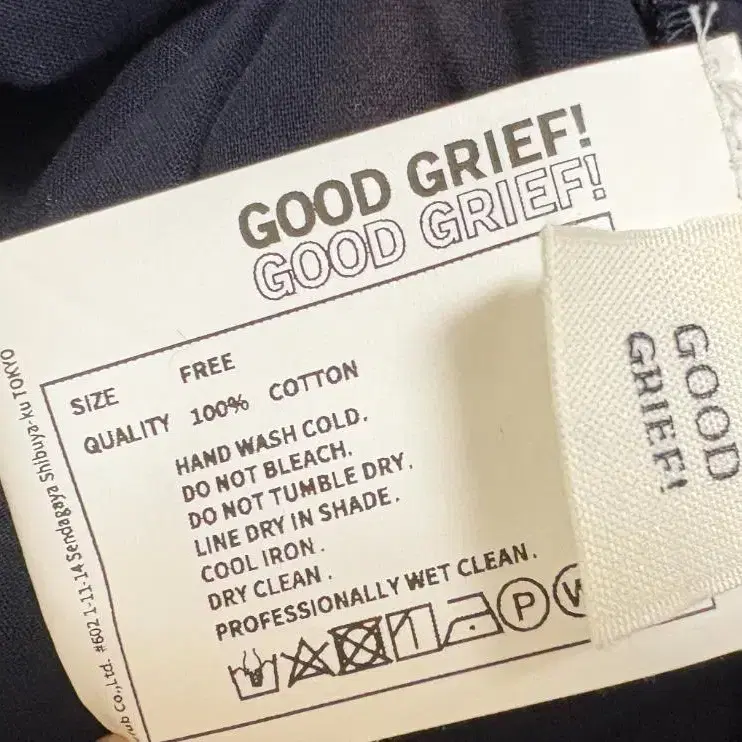 GOOD GRIEF!
GOOD GRIEF!
SIZE FREE
QUALITY 100% COTTON
HAND WASH COLD.
DO NOT BLEACH.
DO NOT TUMBLE DRY.
LINE DRY IN SHADE.
COOL IRON.
DRY CLEAN.
PROFESSIONALLY WET CLEAN.
P
W
Co.,Ltd. #602 1-11-14 Sendagaya Shibuya-ku TOKYO
GOOD
GRIEF!